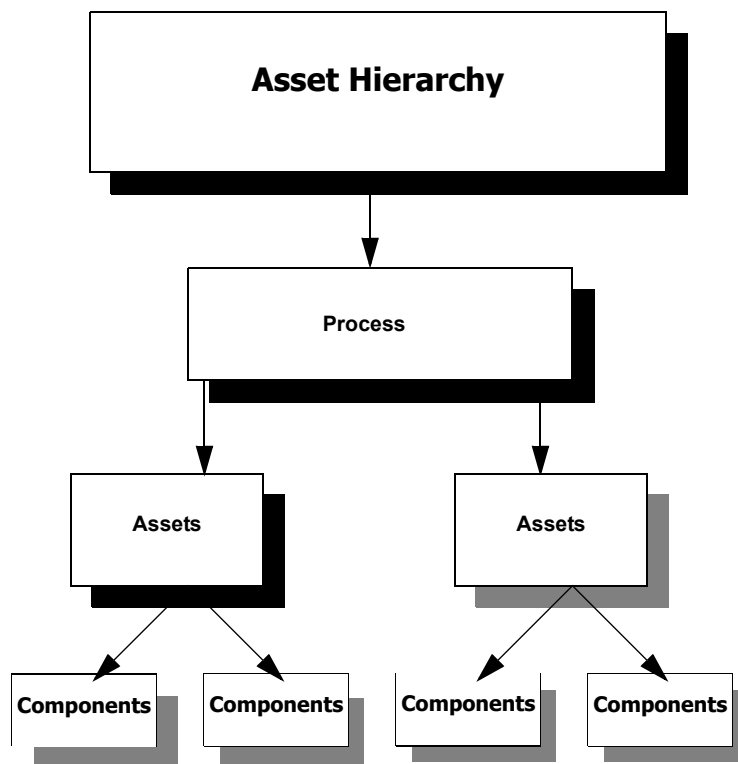 Asset Hierarchy
Process
Assets
Assets
Components
Components
Components
Components